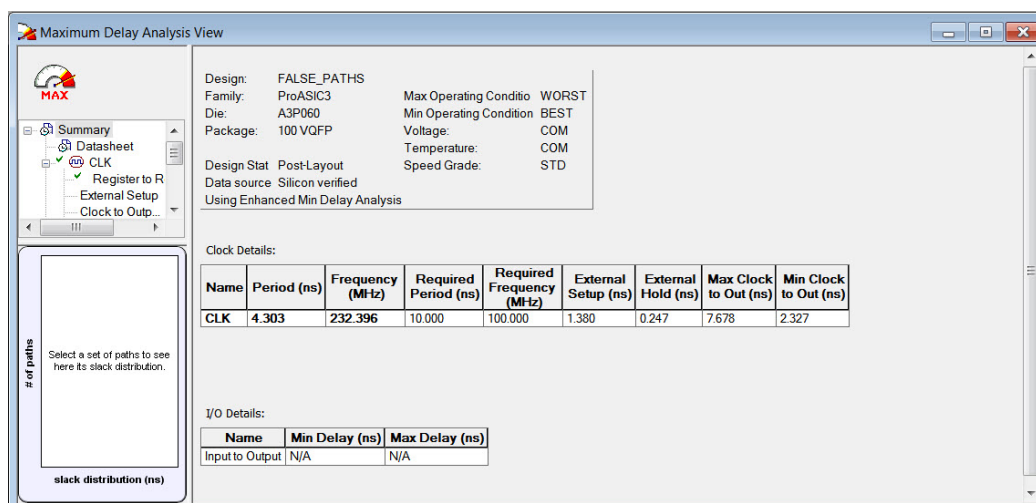 Maximum Delay Analysis View
MAX
Summary
Datasheet
CLK
Register to R
External Setup
Clock to Outp...
# of paths
Select a set of paths to see
here its slack distribution.
slack distribution (ns)
Design: FALSE_PATHS
Family: ProASIC3 Max Operating Conditio WORST
Die: A3P060 Min Operating Condition BEST
Package: 100 VQFP Voltage: COM
Temperature: COM
Design Stat Post-Layout Speed Grade: STD
Data source Silicon verified
Using Enhanced Min Delay Analysis
Clock Details:
Name Period (ns) Frequency (MHz) Required Period (ns) Required Frequency (MHz) External Setup (ns) External Hold (ns) Max Clock to Out (ns) Min Clock to Out (ns)
CLK 4.303 232.396 10.000 100.000 1.380 0.247 7.678 2.327
I/O Details:
Name Min Delay (ns) Max Delay (ns)
Input to Output N/A N/A